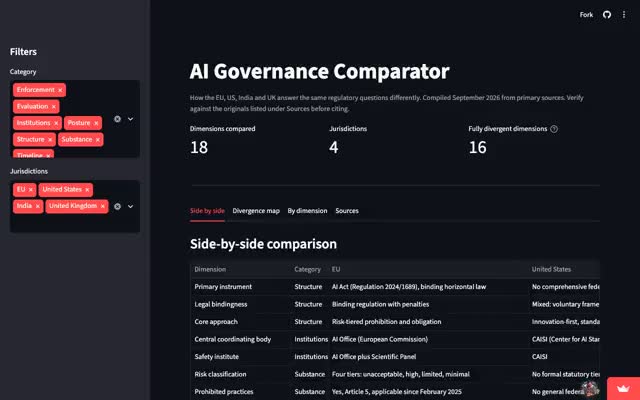 Fork
Filters
Category
Enforcement ×
Evaluation ×
Institutions × Posture ×
Structure × Substance ×
Timeline ×
Jurisdictions
EU × United States ×
India × United Kingdom ×
AI Governance Comparator
How the EU, US, India and UK answer the same regulatory questions differently. Compiled September 2026 from primary sources. Verify
against the originals listed under Sources before citing.
Dimensions compared Jurisdictions Fully divergent dimensions ?
18 4 16
Side by side Divergence map By dimension Sources
Side-by-side comparison
Dimension Category EU United States
Primary instrument Structure AI Act (Regulation 2024/1689), binding horizontal law No comprehensive fede
Legal bindingness Structure Binding regulation with penalties Mixed: voluntary frame
Core approach Structure Risk-tiered prohibition and obligation Innovation-first, standa
Central coordinating body Institutions AI Office (European Commission) CAISI (Center for AI Stan
Safety institute Institutions AI Office plus Scientific Panel CAISI
Risk classification Substance Four tiers: unacceptable, high, limited, minimal No formal statutory tie
Prohibited practices Substance Yes, Article 5, applicable since February 2025 No general federa